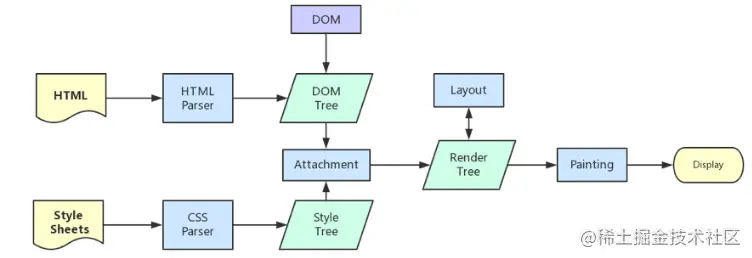 DOM
HTML
HTML
Parser
DOM
Tree
Layout
Attachment
Render
Tree
Painting
Display
Style
Sheets
CSS
Parser
Style
Tree
@稀土掘金技术社区